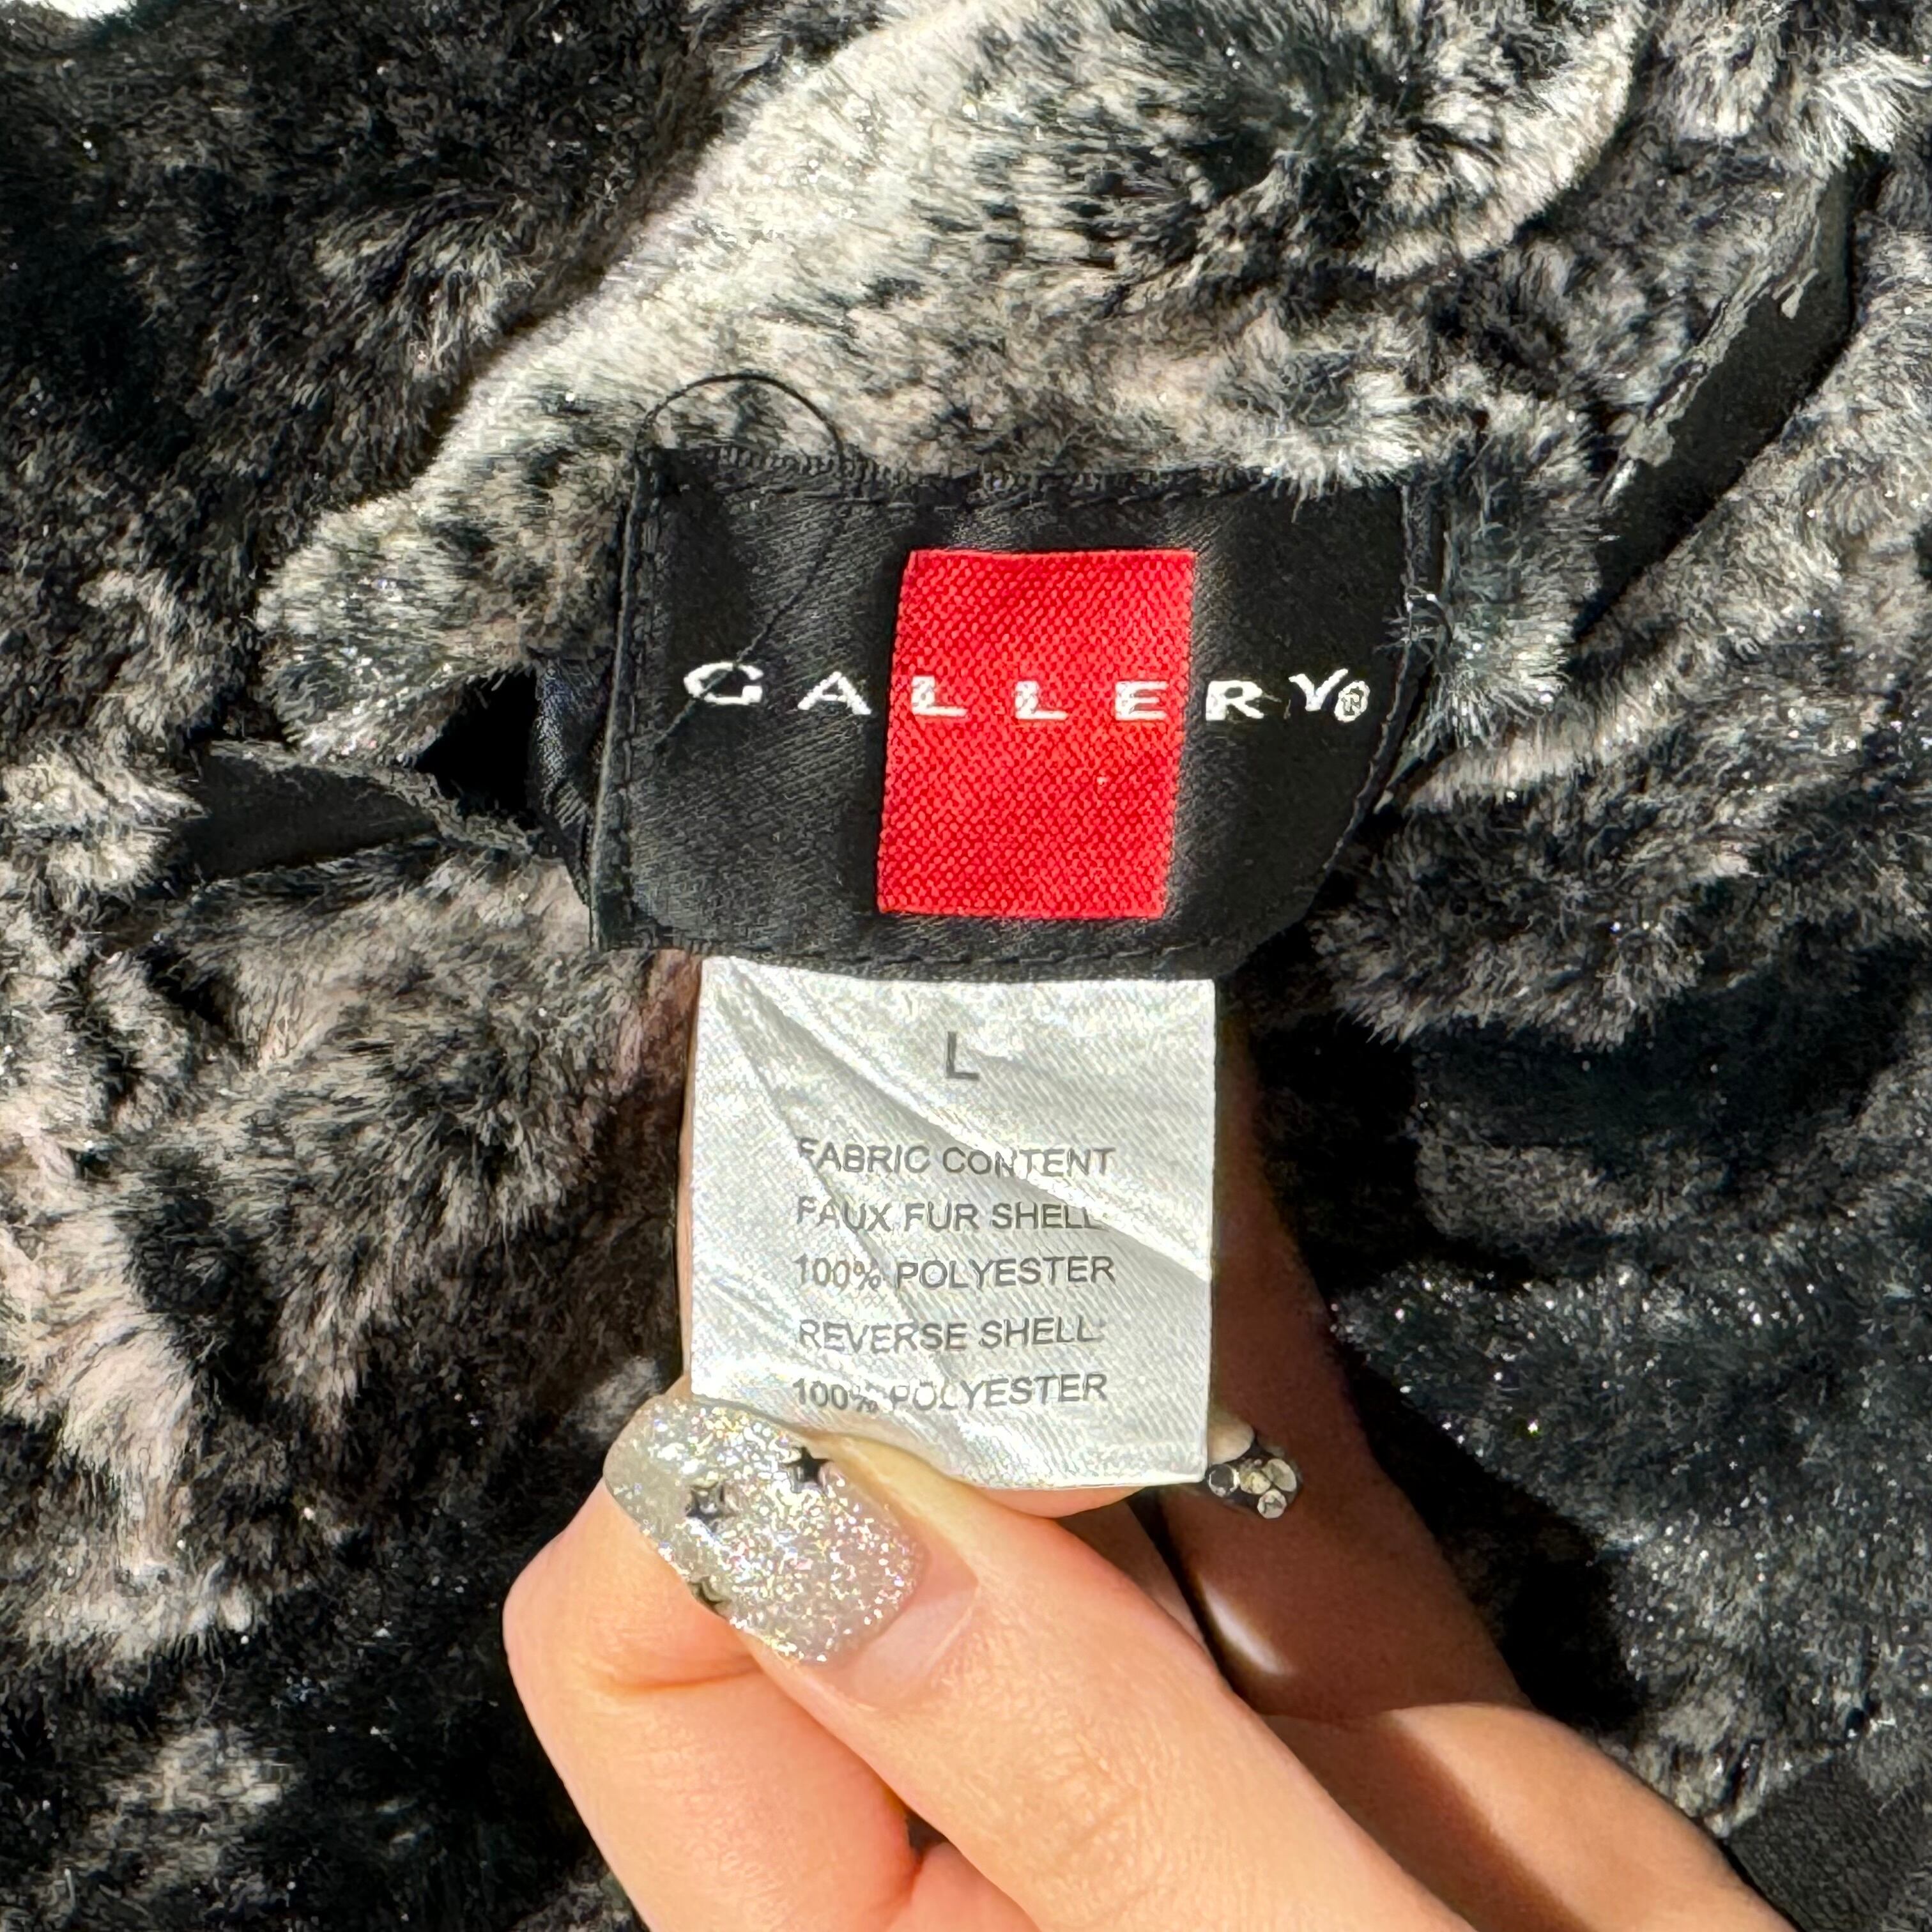 GALLERY®
L
FABRIC CONTENT
FAUX FUR SHELL:
100% POLYESTER
REVERSE SHELL:
100% POLYESTER